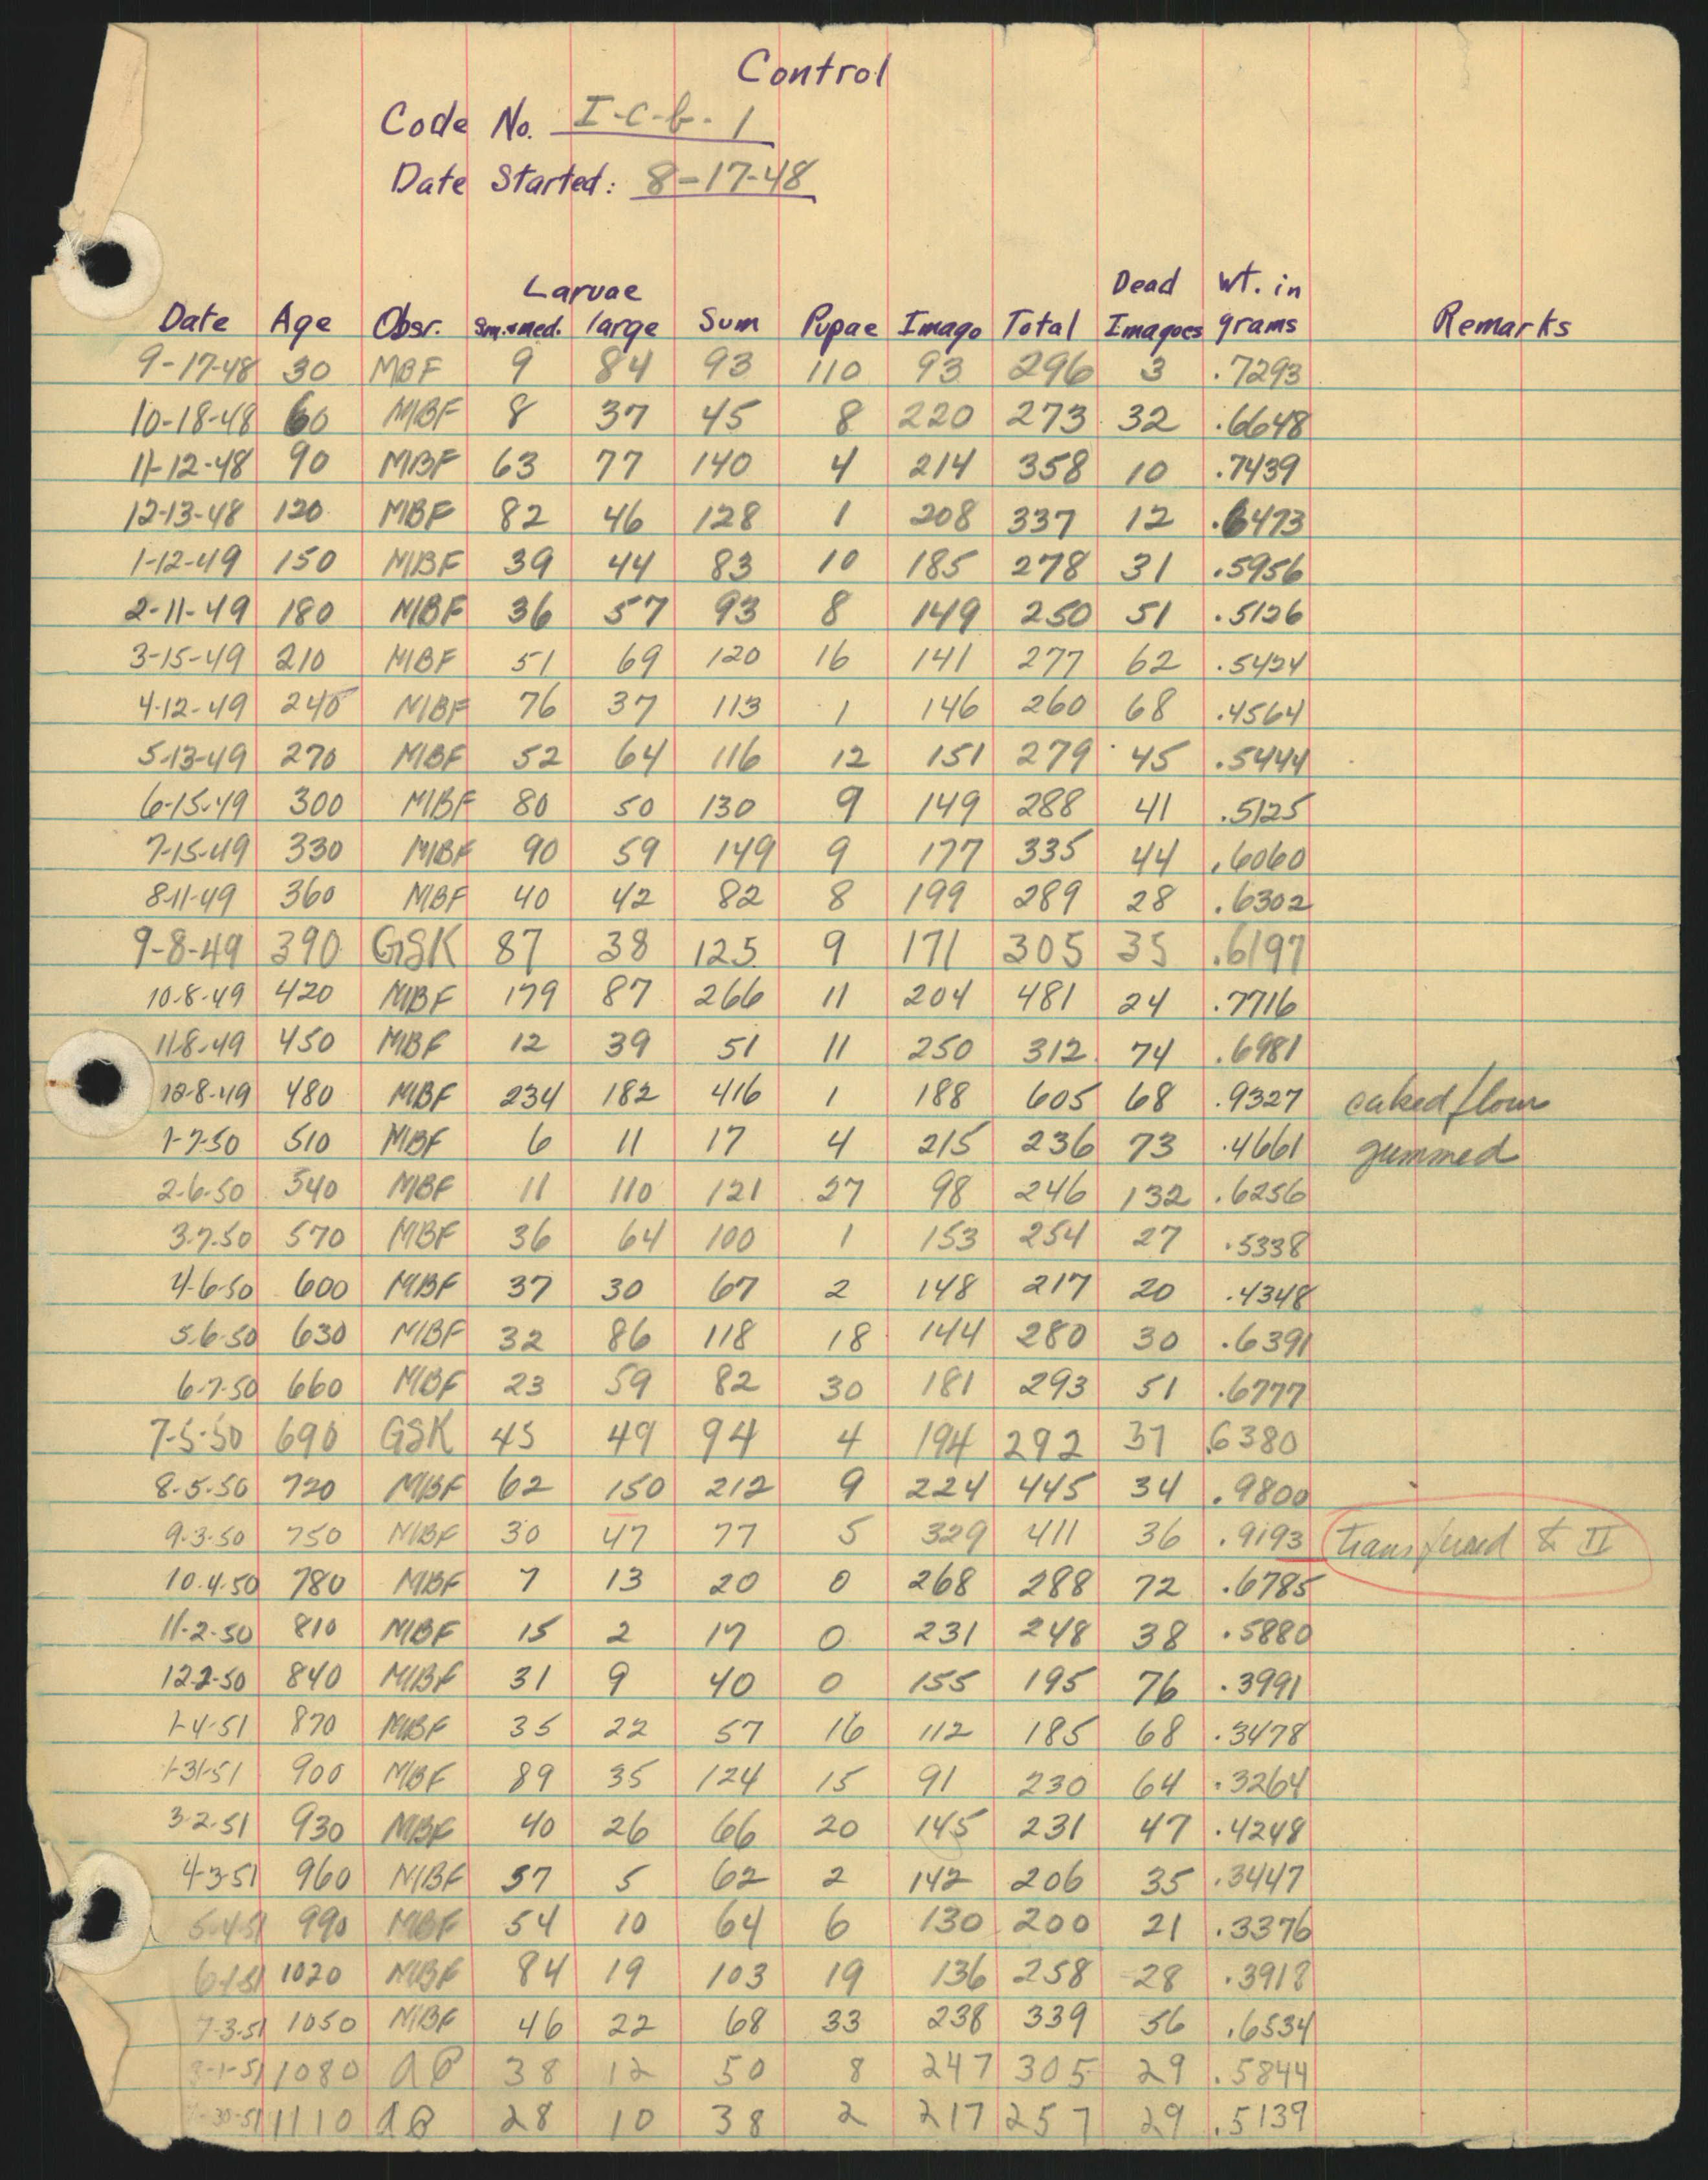 Control
Code No. I-c-b-1
Date Started: 8-17-48
Larvae Dead Wt. in
Date Age Obsr. Sm.+med. large Sum Pupae Imago Total Imagoes grams Remarks
9-17-48 30 MBF 9 84 93 110 93 296 3 .7293
10-18-48 60 MBF 8 37 45 8 220 273 32 .6648
11-12-48 90 MBF 63 77 140 4 214 358 10 .7439
12-13-48 120 MBF 82 46 128 1 208 337 12 .6473
1-12-49 150 MBF 39 44 83 10 185 278 31 .5956
2-11-49 180 MBF 36 57 93 8 149 250 51 .5126
3-15-49 210 MBF 51 69 120 16 141 277 62 .5424
4-12-49 240 MBF 76 37 113 1 146 260 68 .4564
5-13-49 270 MBF 52 64 116 12 151 279 45 .5444
6-15-49 300 MBF 80 50 130 9 149 288 41 .5125
7-15-49 330 MBF 90 59 149 9 177 335 44 .6060
8-11-49 360 MBF 40 42 82 8 199 289 28 .6302
9-8-49 390 GSK 87 38 125 9 171 305 35 .6197
10-8-49 420 MBF 179 87 266 11 204 481 24 .7716
11-8-49 450 MBF 12 39 51 11 250 312 74 .6981
12-8-49 480 MBF 234 182 416 1 188 605 68 .9327 caked flour
1-7-50 510 MBF 6 11 17 4 215 236 73 .4661 gummed
2-6-50 540 MBF 11 110 121 27 98 246 132 .6256
3-7-50 570 MBF 36 64 100 1 153 254 27 .5338
4-6-50 600 MBF 37 30 67 2 148 217 20 .4348
5-6-50 630 MBF 32 86 118 18 144 280 30 .6391
6-7-50 660 MBF 23 59 82 30 181 293 51 .6777
7-5-50 690 GSK 45 49 94 4 194 292 37 .6380
8-5-50 720 MBF 62 150 212 9 224 445 34 .9800
9-3-50 750 MBF 30 47 77 5 329 411 36 .9193 transferred to II
10-4-50 780 MBF 7 13 20 0 268 288 72 .6785
11-2-50 810 MBF 15 2 17 0 231 248 38 .5880
12-2-50 840 MBF 31 9 40 0 155 195 76 .3991
1-4-51 870 MBF 35 22 57 16 112 185 68 .3478
1-31-51 900 MBF 89 35 124 15 91 230 64 .3264
3-2-51 930 MBF 40 26 66 20 145 231 47 .4248
4-3-51 960 MBF 57 5 62 2 142 206 35 .3447
5-4-51 990 MBF 54 10 64 6 130 200 21 .3376
6-1-51 1020 MBF 84 19 103 19 136 258 28 .3918
7-3-51 1050 MBF 46 22 68 33 238 339 56 .6534
-1-51 1080 38 12 50 8 247 305 29 .5844
-30-51 1110 28 10 38 2 217 257 29 .5139